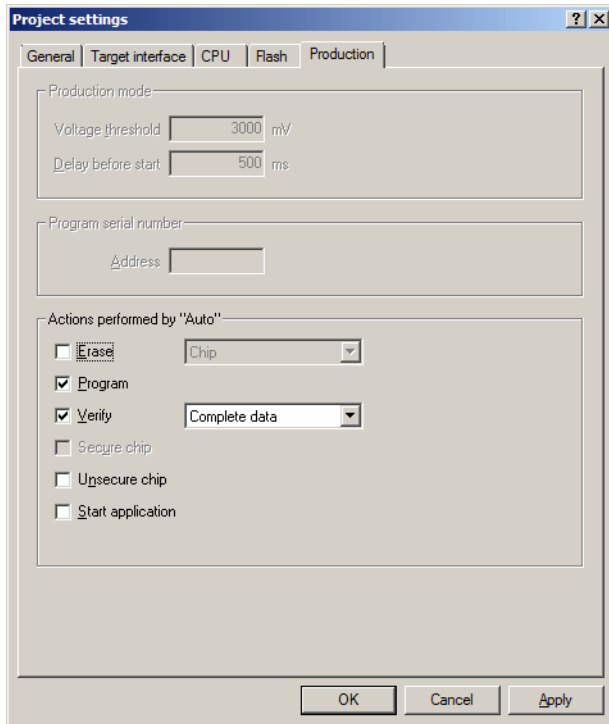 Project settings
General Target interface CPU Flash Production
Production mode
Voltage threshold 3000 mV
Delay before start 500 ms
Program serial number
Address
Actions performed by "Auto"
Erase Chip
Program
Verify Complete data
Secure chip
Unsecure chip
Start application
OK Cancel Apply